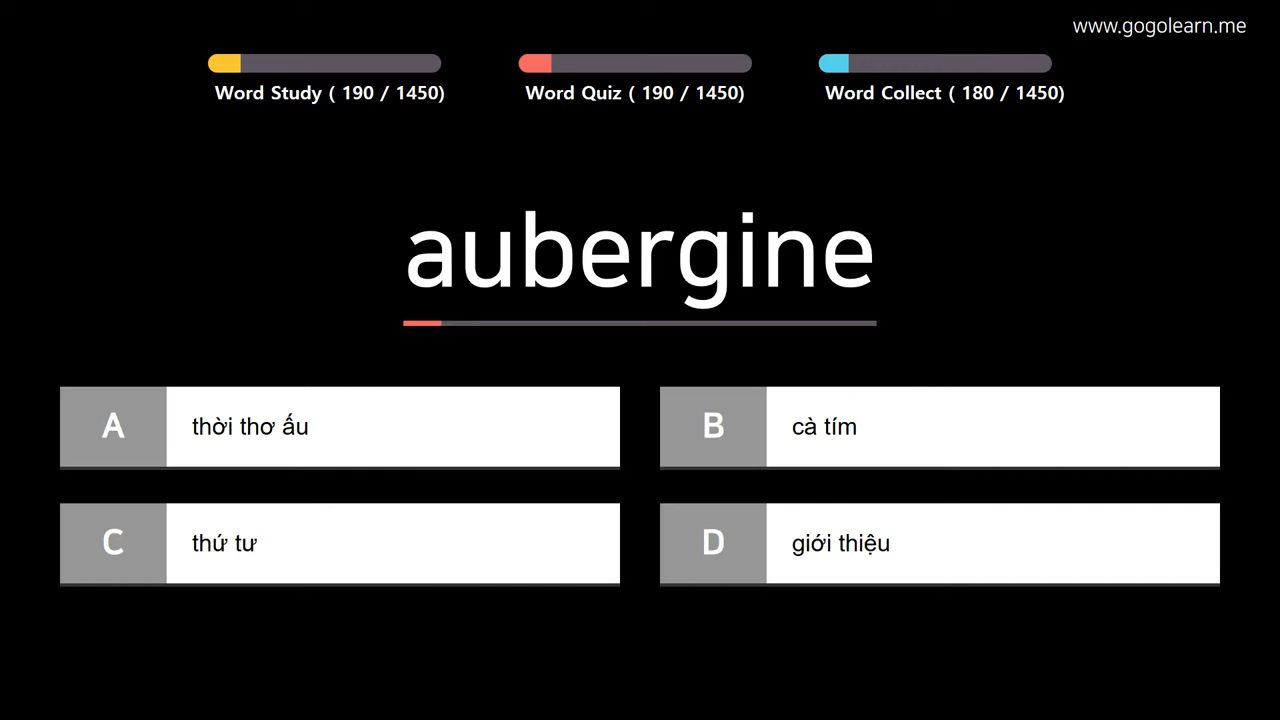 www.gogolearn.me
Word Study ( 190 / 1450)
Word Quiz ( 190 / 1450)
Word Collect ( 180 / 1450)
aubergine
A
thời thơ ấu
B
cà tím
C
thứ tư
D
giới thiệu